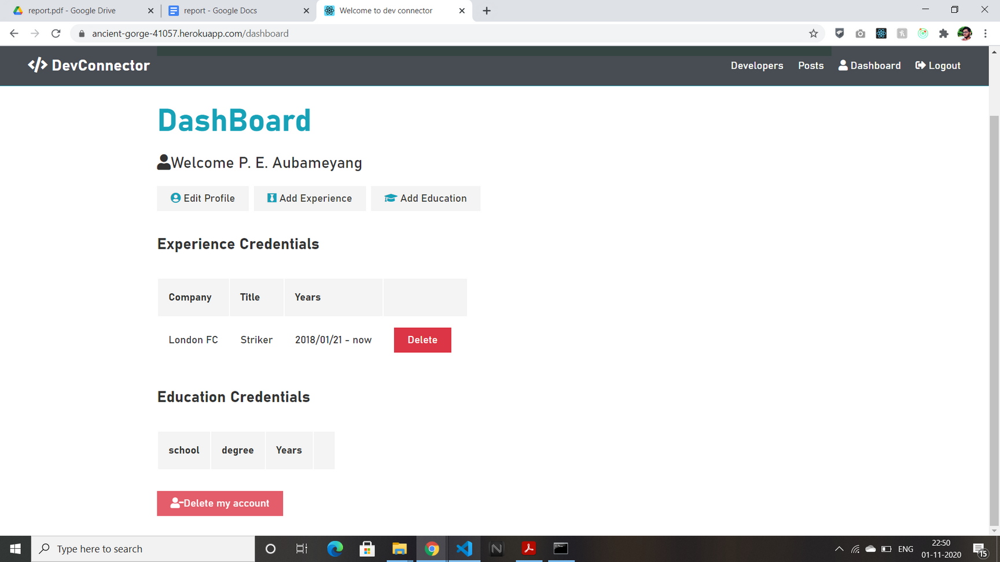 report.pdf - Google Drive
report - Google Docs
Welcome to dev connector
ancient-gorge-41057.herokuapp.com/dashboard
DevConnector
Developers Posts Dashboard Logout
DashBoard
Welcome P. E. Aubameyang
Edit Profile Add Experience Add Education
Experience Credentials
Company Title Years
London FC Striker 2018/01/21 - now Delete
Education Credentials
school degree Years
Delete my account
Type here to search
ENG
22:50
01-11-2020
15